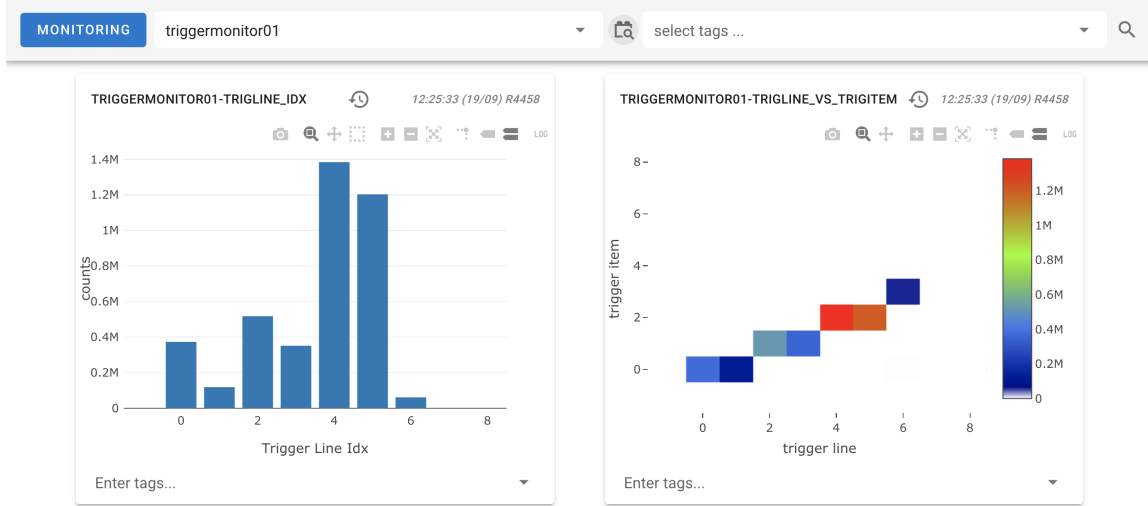 MONITORING
triggermonitor01
select tags ...
TRIGGERMONITOR01-TRIGLINE_IDX
12:25:33 (19/09) R4458
LOG
1.4M
1.2M
1M
0.8M
0.6M
0.4M
0.2M
0
counts
0 2 4 6 8
Trigger Line Idx
Enter tags...
TRIGGERMONITOR01-TRIGLINE_VS_TRIGITEM
12:25:33 (19/09) R4458
LOG
8
6
4
2
0
trigger item
0 2 4 6 8
trigger line
1.2M
1M
0.8M
0.6M
0.4M
0.2M
0
Enter tags...